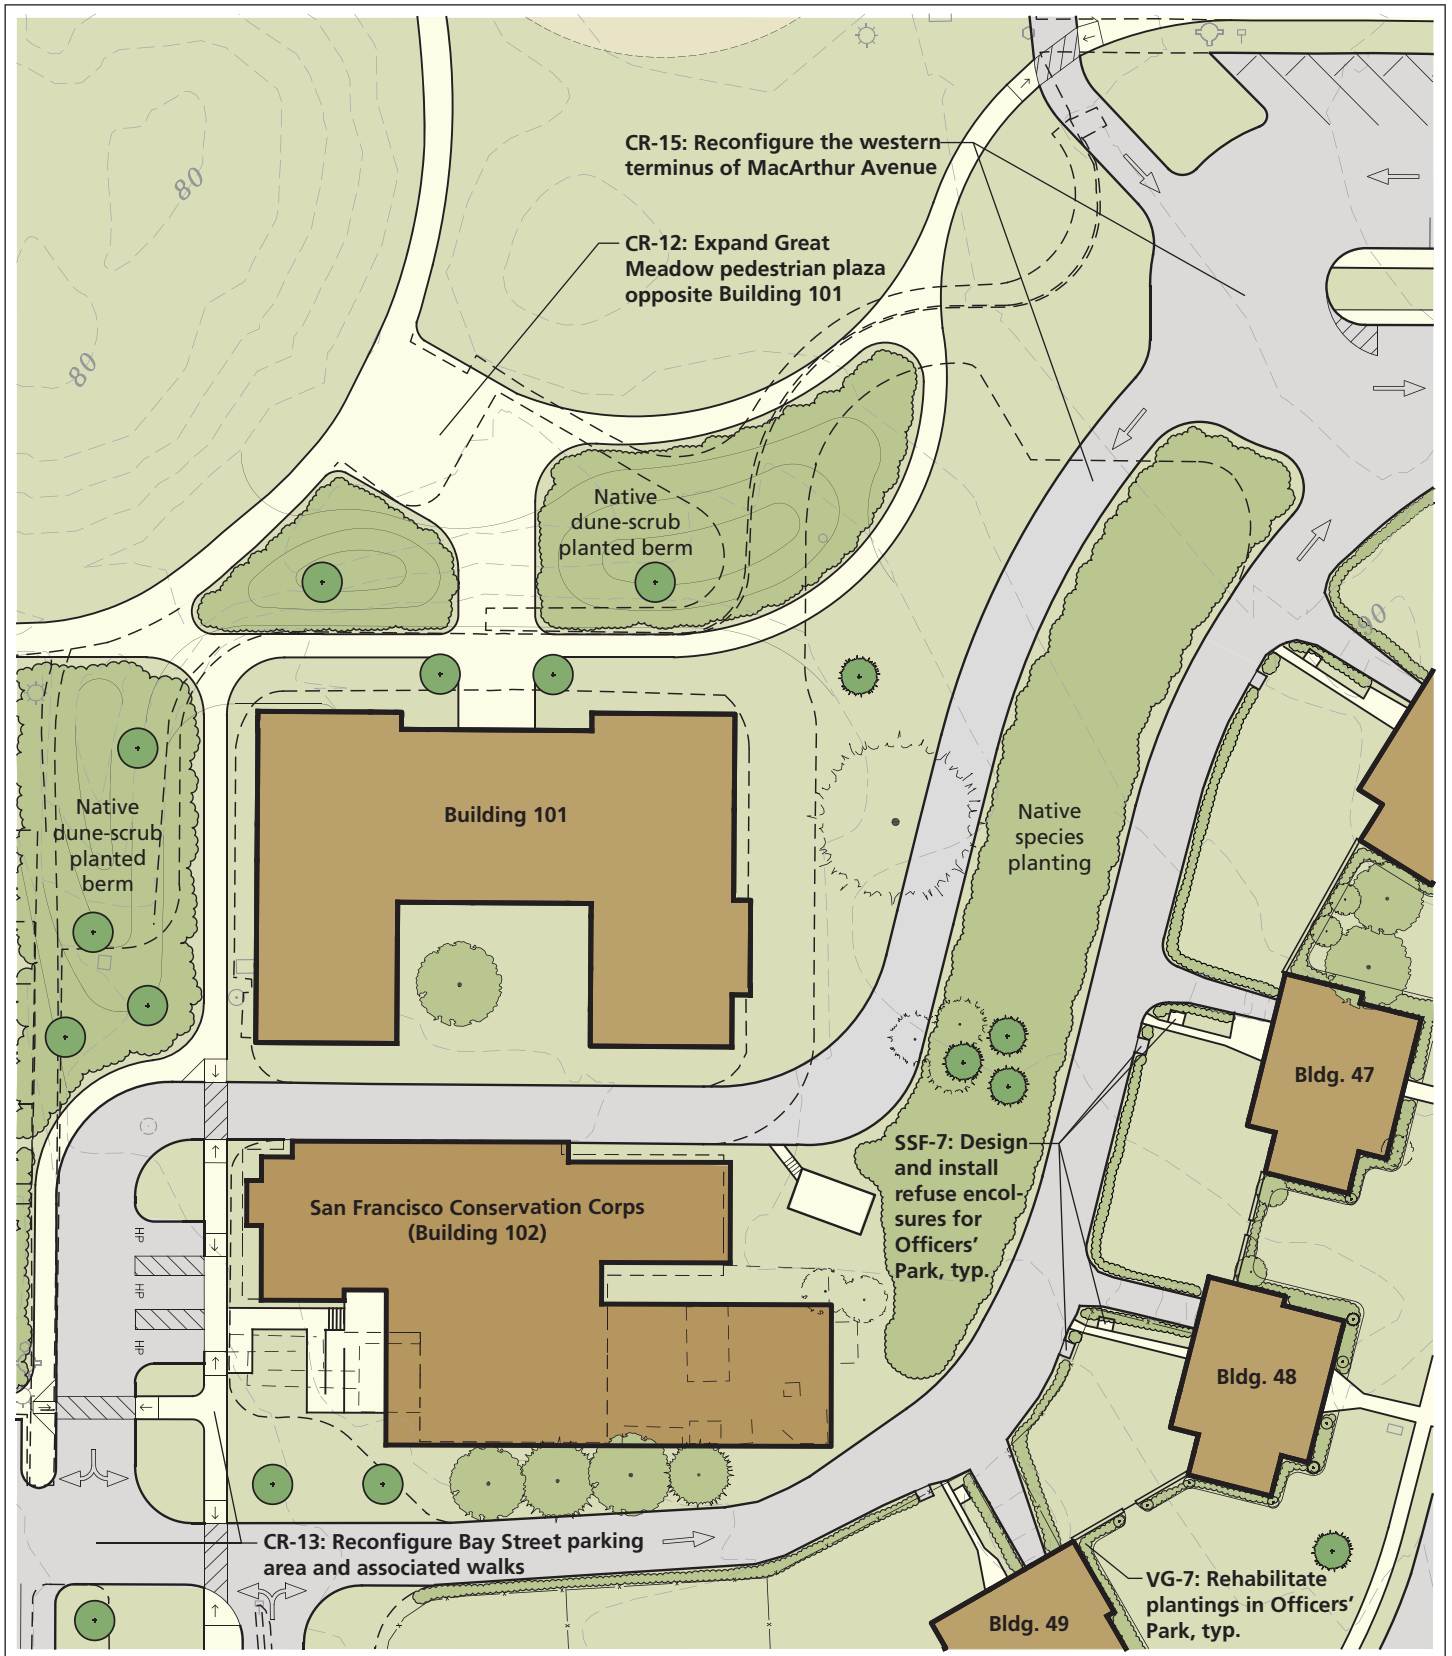 CR-15: Reconfigure the western
terminus of MacArthur Avenue
80
CR-12: Expand Great
Meadow pedestrian plaza
opposite Building 101
80
Native
dune-scrub
planted berm
90
Building 101
Native
dune-scrub
planted
berm
Native
species
planting
Bldg. 47
SSF-7: Design
and install
refuse encol-
sures for
Officers'
Park, typ.
San Francisco Conservation Corps
(Building 102)
HP
HP
HP
Bldg. 48
CR-13: Reconfigure Bay Street parking
area and associated walks
VG-7: Rehabilitate
plantings in Officers'
Park, typ.
Bldg. 49